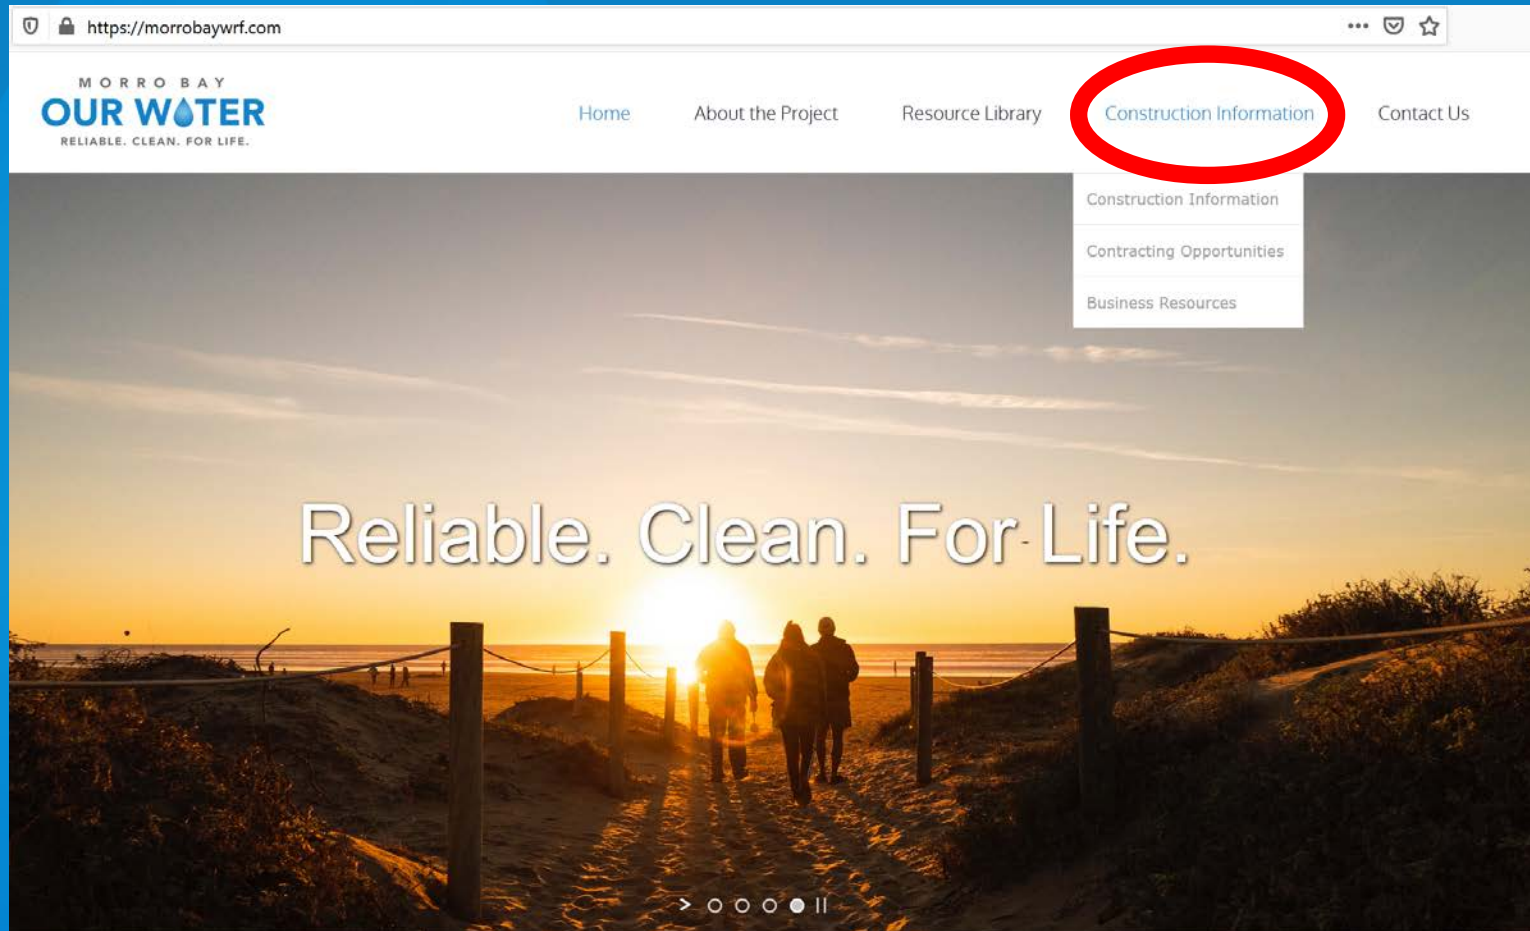 https://morrobaywrf.com
MORRO BAY
OUR WATER
RELIABLE. CLEAN. FOR LIFE.
Home About the Project Resource Library Construction Information Contact Us
Construction Information
Contracting Opportunities
Business Resources
Reliable. Clean. For Life.